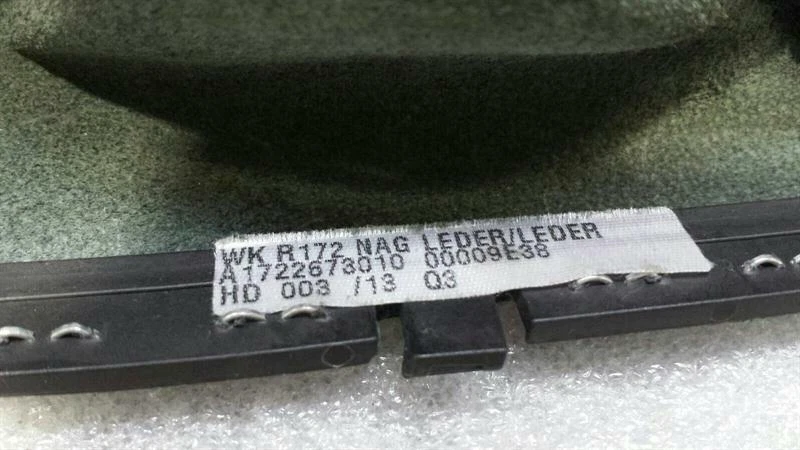 WK R172 NAG LEDER/LEDER
A1722673010 00009E38
HD 003 /13 Q3